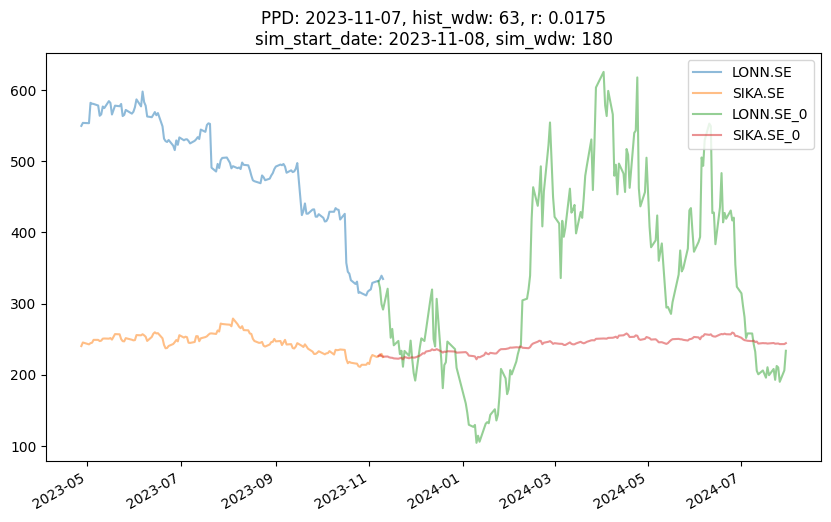 PPD: 2023-11-07, hist_wdw: 63, r: 0.0175
sim_start_date: 2023-11-08, sim_wdw: 180
LONN.SE
SIKA.SE
LONN.SE_0
SIKA.SE_0
600
500
400
300
200
100
2023-05
2023-07
2023-09
2023-11
2024-01
2024-03
2024-05
2024-07